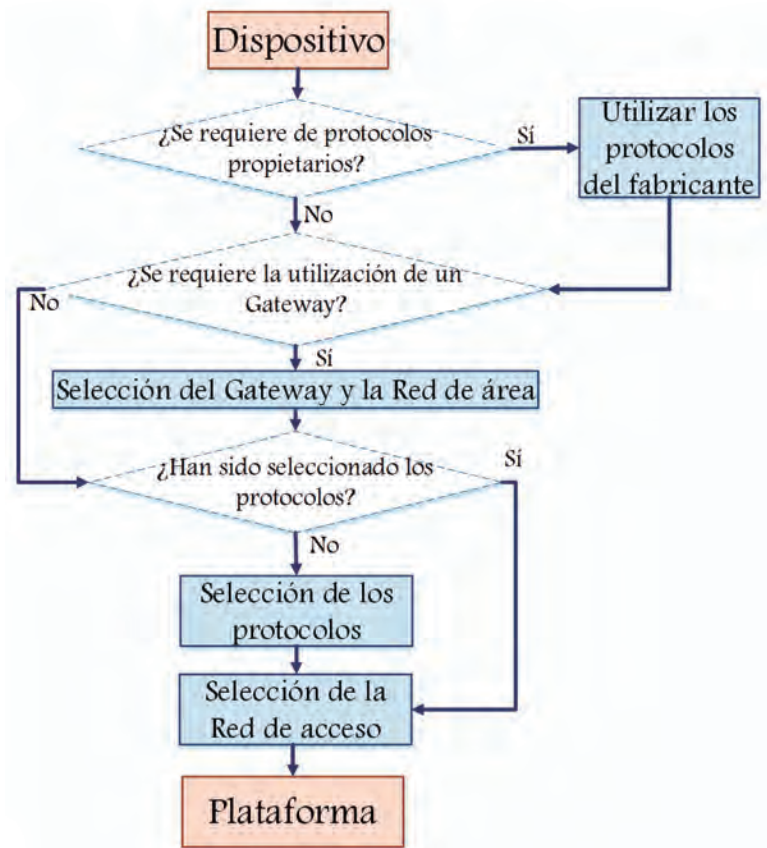 Dispositivo
¿Se requiere de protocolos
propietarios?
Sí
Utilizar los
protocolos
del fabricante
No
¿Se requiere la utilización de un
Gateway?
No
Sí
Selección del Gateway y la Red de área
¿Han sido seleccionado los
protocolos?
Sí
No
Selección de los
protocolos
Selección de la
Red de acceso
Plataforma